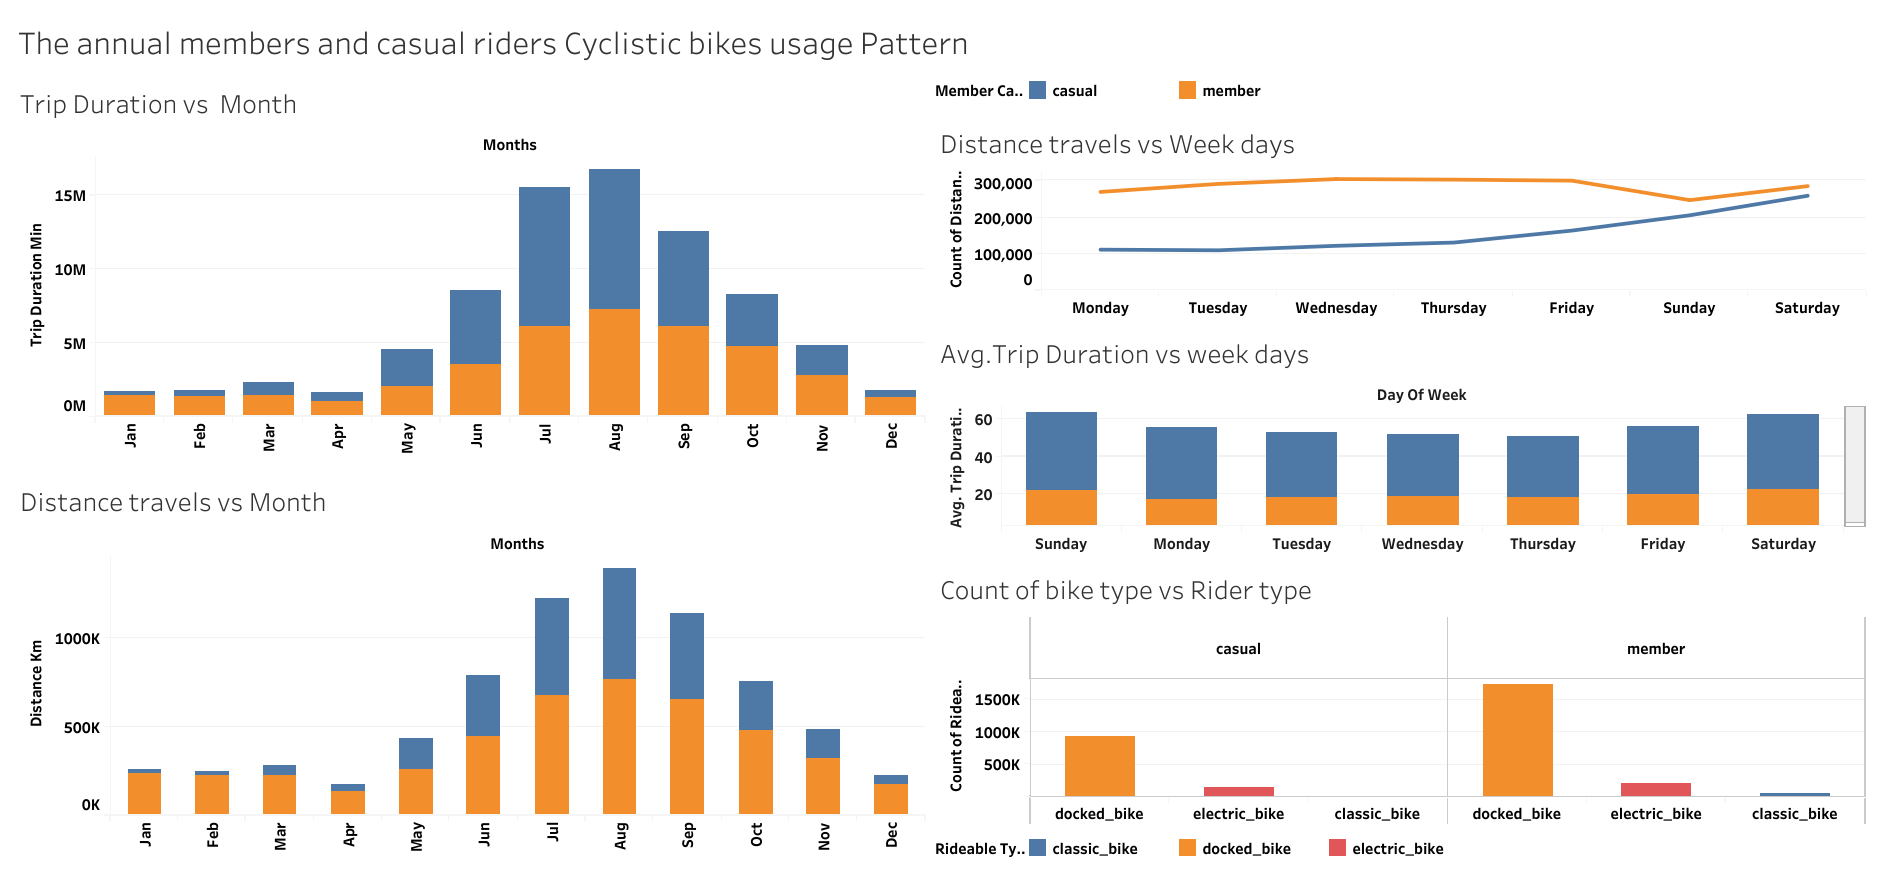 The annual members and casual riders Cyclistic bikes usage Pattern
Trip Duration vs Month
Months
Trip Duration Min
15M
10M
5M
0M
Jan Feb Mar Apr May Jun Jul Aug Sep Oct Nov Dec
Distance travels vs Month
Months
Distance Km
1000K
500K
0K
Jan Feb Mar Apr May Jun Jul Aug Sep Oct Nov Dec
Member Ca.. casual member
Distance travels vs Week days
Count of Distan..
300,000
200,000
100,000
0
Monday Tuesday Wednesday Thursday Friday Sunday Saturday
Avg.Trip Duration vs week days
Day Of Week
Avg. Trip Durati..
60
40
20
Sunday Monday Tuesday Wednesday Thursday Friday Saturday
Count of bike type vs Rider type
casual member
Count of Ridea..
1500K
1000K
500K
docked_bike electric_bike classic_bike docked_bike electric_bike classic_bike
Rideable Ty.. classic_bike docked_bike electric_bike